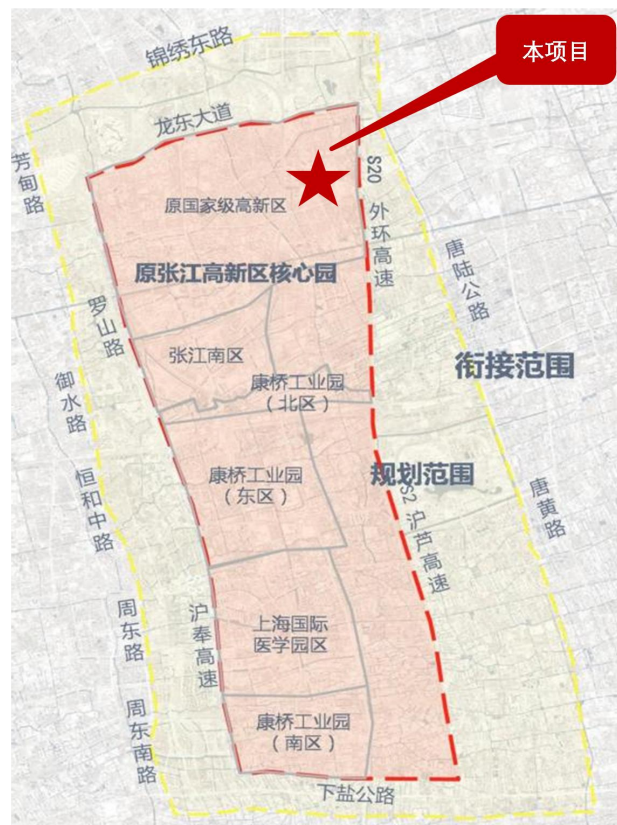 锦绣东路
本项目
龙东大道
芳甸路
S20 外环高速
原国家级高新区
原张江高新区核心园
唐陆公路
罗山路
张江南区
衔接范围
康桥工业园
（北区）
御水路
康桥工业园
（东区）
规划范围
恒和中路
S2 沪芦高速
唐黄路
周东路
沪奉高速
上海国际
医学园区
周东南路
康桥工业园
（南区）
下盐公路